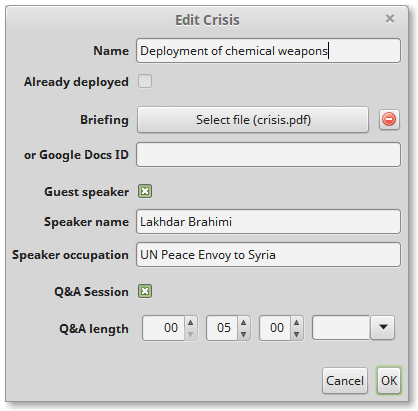 Edit Crisis
Name Deployment of chemical weapons
Already deployed
Briefing Select file (crisis.pdf)
or Google Docs ID
Guest speaker
Speaker name Lakhdar Brahimi
Speaker occupation UN Peace Envoy to Syria
Q&A Session
Q&A length 00 05 00
Cancel OK